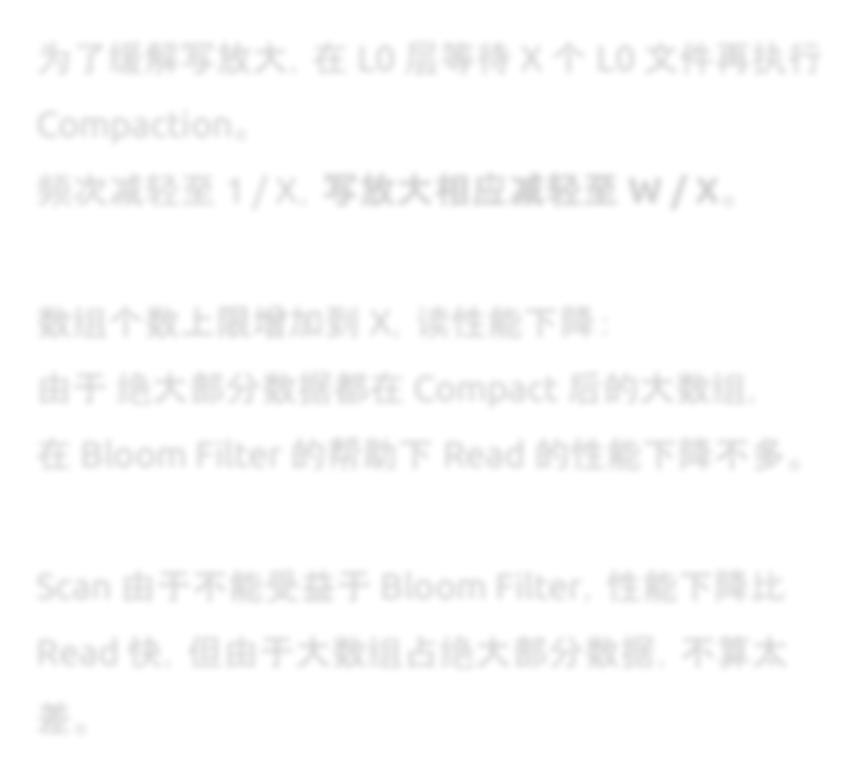 为了缓解写放大，在 L0 层等待 X 个 L0 文件再执行
Compaction。
频次减轻至 1 / X，写放大相应减轻至 W / X。
数组个数上限增加到 X，读性能下降：
由于 绝大部分数据都在 Compact 后的大数组，
在 Bloom Filter 的帮助下 Read 的性能下降不多。
Scan 由于不能受益于 Bloom Filter，性能下降比
Read 快，但由于大数组占绝大部分数据，不算太
差。